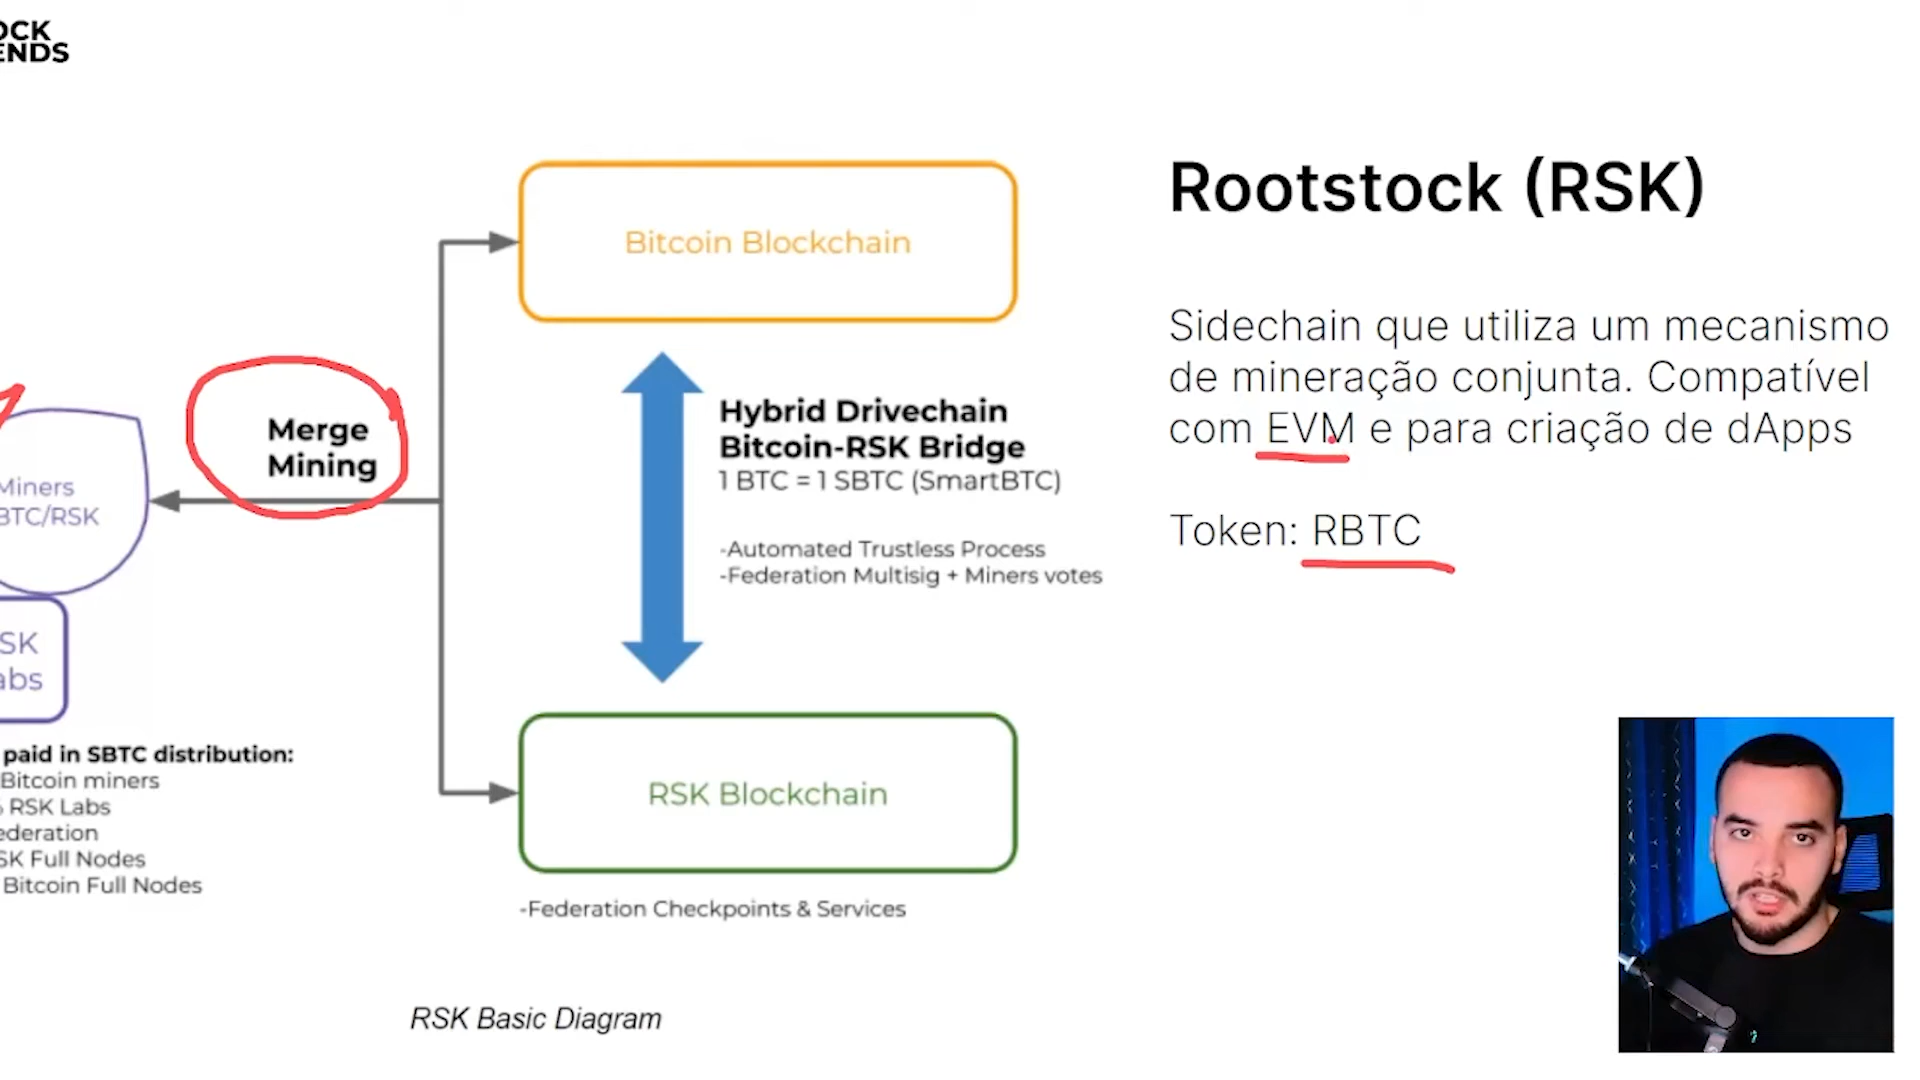 OCK
ENDS
Rootstock (RSK)
Sidechain que utiliza um mecanismo
de mineração conjunta. Compatível
com EVM e para criação de dApps
Token: RBTC
Bitcoin Blockchain
Merge
Mining
Hybrid Drivechain
Bitcoin-RSK Bridge
1 BTC = 1 SBTC (SmartBTC)
-Automated Trustless Process
-Federation Multisig + Miners votes
Miners
BTC/RSK
SK
abs
paid in SBTC distribution:
Bitcoin miners
% RSK Labs
ederation
SK Full Nodes
Bitcoin Full Nodes
RSK Blockchain
-Federation Checkpoints & Services
RSK Basic Diagram